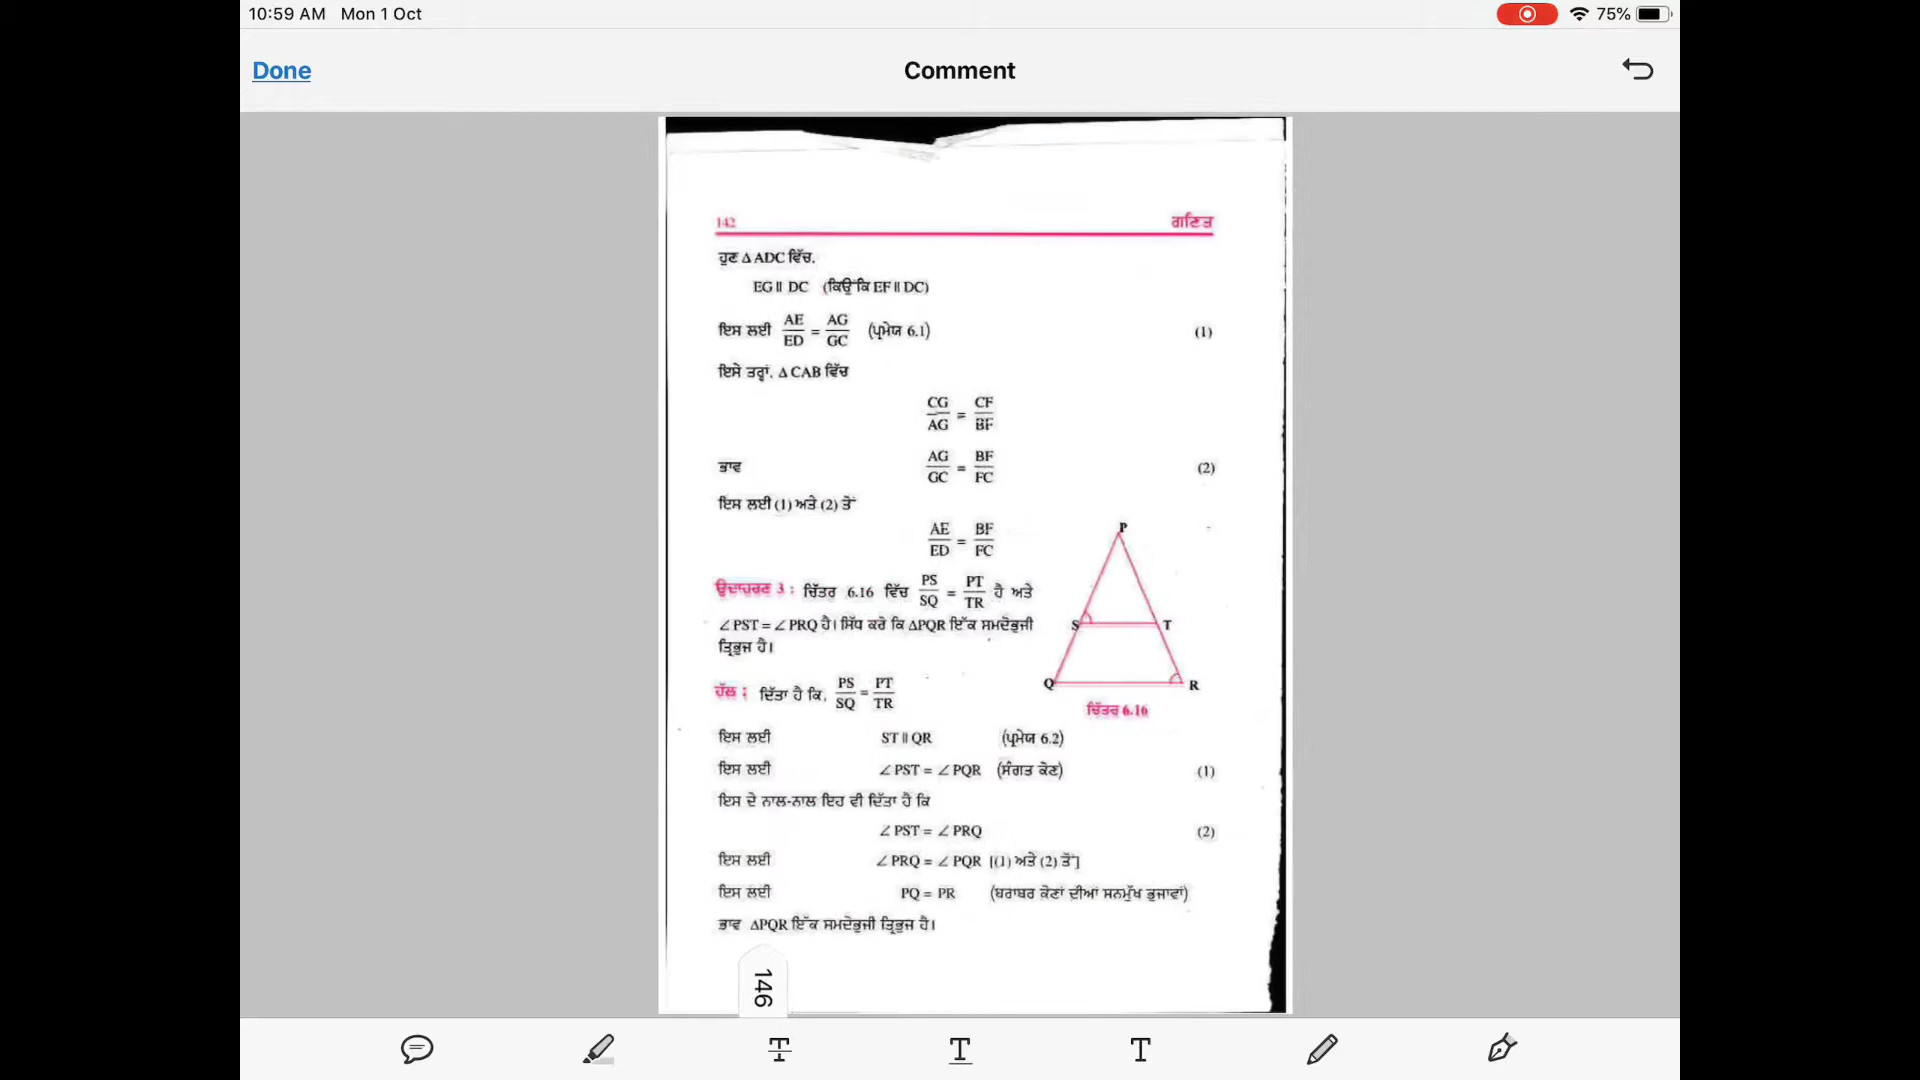 10:59 AM Mon 1 Oct 75%
Done Comment
142 ਗਣਿਤ
ਹੁਣ Δ ADC ਵਿੱਚ,
EG || DC (ਕਿਉਂਕਿ EF || DC)
ਇਸ ਲਈ AE/ED = AG/GC (ਪ੍ਰਮੇਯ 6.1) (1)
ਇਸੇ ਤਰ੍ਹਾਂ, Δ CAB ਵਿੱਚ
CG/AG = CF/BF
ਭਾਵ AG/GC = BF/FC (2)
ਇਸ ਲਈ (1) ਅਤੇ (2) ਤੋਂ
AE/ED = BF/FC
ਉਦਾਹਰਣ 3 : ਚਿੱਤਰ 6.16 ਵਿੱਚ PS/SQ = PT/TR ਹੈ ਅਤੇ
∠ PST = ∠ PRQ ਹੈ। ਸਿੱਧ ਕਰੋ ਕਿ ΔPQR ਇੱਕ ਸਮਦੋਭੁਜੀ
ਤ੍ਰਿਭੁਜ ਹੈ।
P
S T
Q R
ਚਿੱਤਰ 6.16
ਹੱਲ : ਦਿੱਤਾ ਹੈ ਕਿ, PS/SQ = PT/TR
ਇਸ ਲਈ ST || QR (ਪ੍ਰਮੇਯ 6.2)
ਇਸ ਲਈ ∠ PST = ∠ PQR (ਸੰਗਤ ਕੋਣ) (1)
ਇਸ ਦੇ ਨਾਲ-ਨਾਲ ਇਹ ਵੀ ਦਿੱਤਾ ਹੈ ਕਿ
∠ PST = ∠ PRQ (2)
ਇਸ ਲਈ ∠ PRQ = ∠ PQR [(1) ਅਤੇ (2) ਤੋਂ]
ਇਸ ਲਈ PQ = PR (ਬਰਾਬਰ ਕੋਣਾਂ ਦੀਆਂ ਸਨਮੁੱਖ ਭੁਜਾਵਾਂ)
ਭਾਵ ΔPQR ਇੱਕ ਸਮਦੋਭੁਜੀ ਤ੍ਰਿਭੁਜ ਹੈ।
146